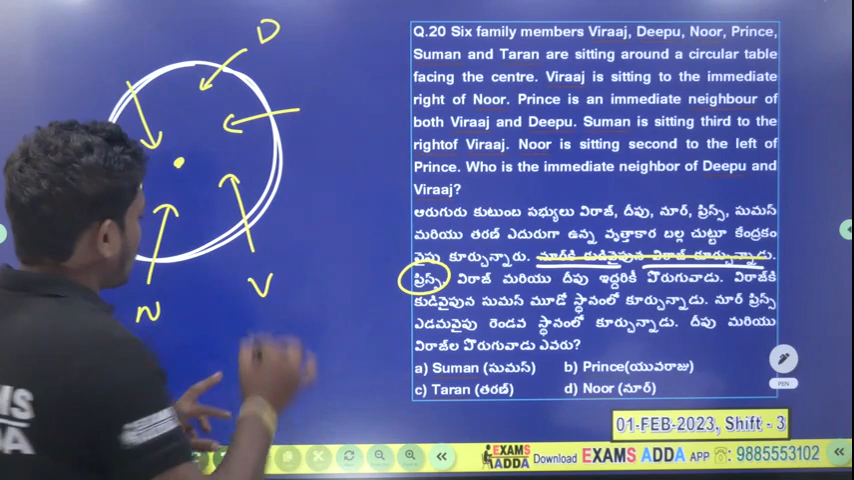 D
N
V
Q.20 Six family members Viraaj, Deepu, Noor, Prince,
Suman and Taran are sitting around a circular table
facing the centre. Viraaj is sitting to the immediate
right of Noor. Prince is an immediate neighbour of
both Viraaj and Deepu. Suman is sitting third to the
rightof Viraaj. Noor is sitting second to the left of
Prince. Who is the immediate neighbor of Deepu and
Viraaj?
ఆరుగురు కుటుంబ సభ్యులు విరాజ్, దీపు, నూర్, ప్రిన్స్, సుమన్
మరియు తరణ్ ఎదురుగా ఉన్న వృత్తాకార బల్ల చుట్టూ కేంద్రకం
వైపు కూర్చున్నారు. నూర్‌కి కుడివైపున విరాజ్ కూర్చున్నాడు.
ప్రిన్స్, విరాజ్ మరియు దీపు ఇద్దరికీ పొరుగువాడు. విరాజ్‌కి
కుడివైపున సుమన్ మూడో స్థానంలో కూర్చున్నాడు. నూర్ ప్రిన్స్
ఎడమవైపు రెండవ స్థానంలో కూర్చున్నాడు. దీపు మరియు
విరాజ్‌ల పొరుగువాడు ఎవరు?
a) Suman (సుమన్) b) Prince(యువరాజు)
c) Taran (తరణ్) d) Noor (నూర్)
PEN
01-FEB-2023, Shift - 3
EXAMS ADDA Download EXAMS ADDA APP : 9885553102